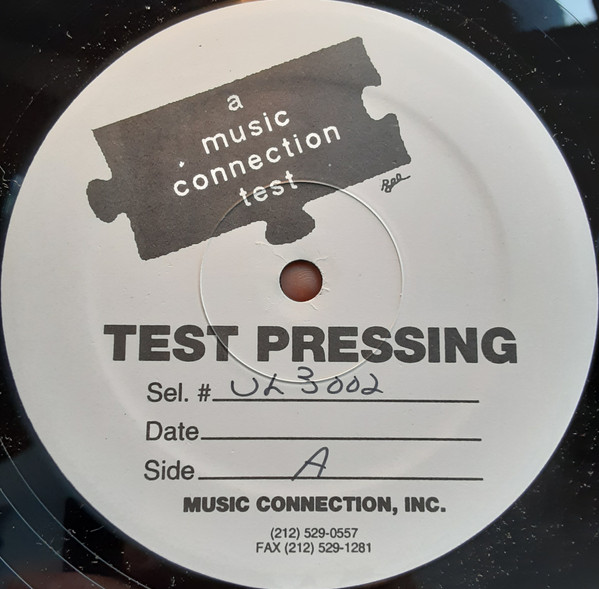 a
music
connection
test
TEST PRESSING
Sel. # UL3002
Date
Side A
MUSIC CONNECTION, INC.
(212) 529-0557
FAX (212) 529-1281